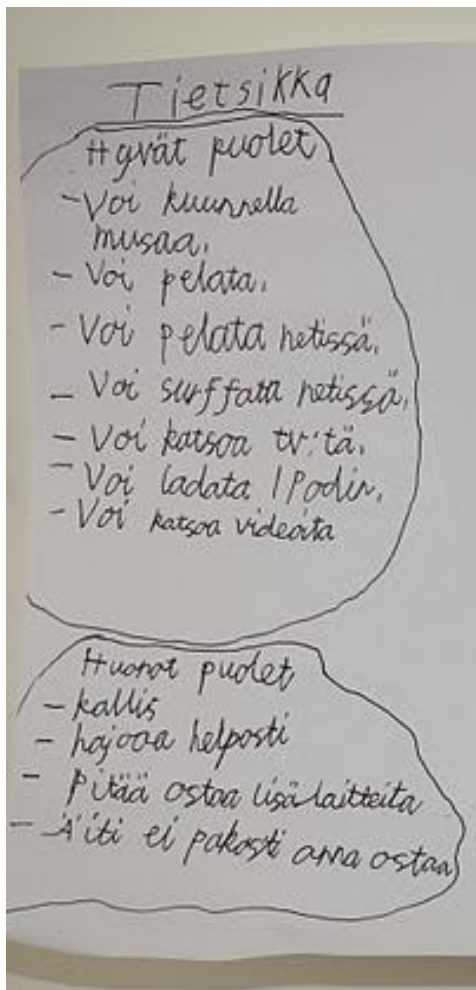 Tietsikka
Hyvät puolet
- Voi kuunnella
musaa.
- Voi pelata.
- Voi pelata netissä.
- Voi surffata netissä.
- Voi katsoa tv:tä.
- Voi ladata IPodin.
- Voi katsoa videoita
Huonot puolet
- kallis
- hajoaa helposti
- Pitää ostaa lisälaitteita
- Äiti ei pakosti anna ostaa